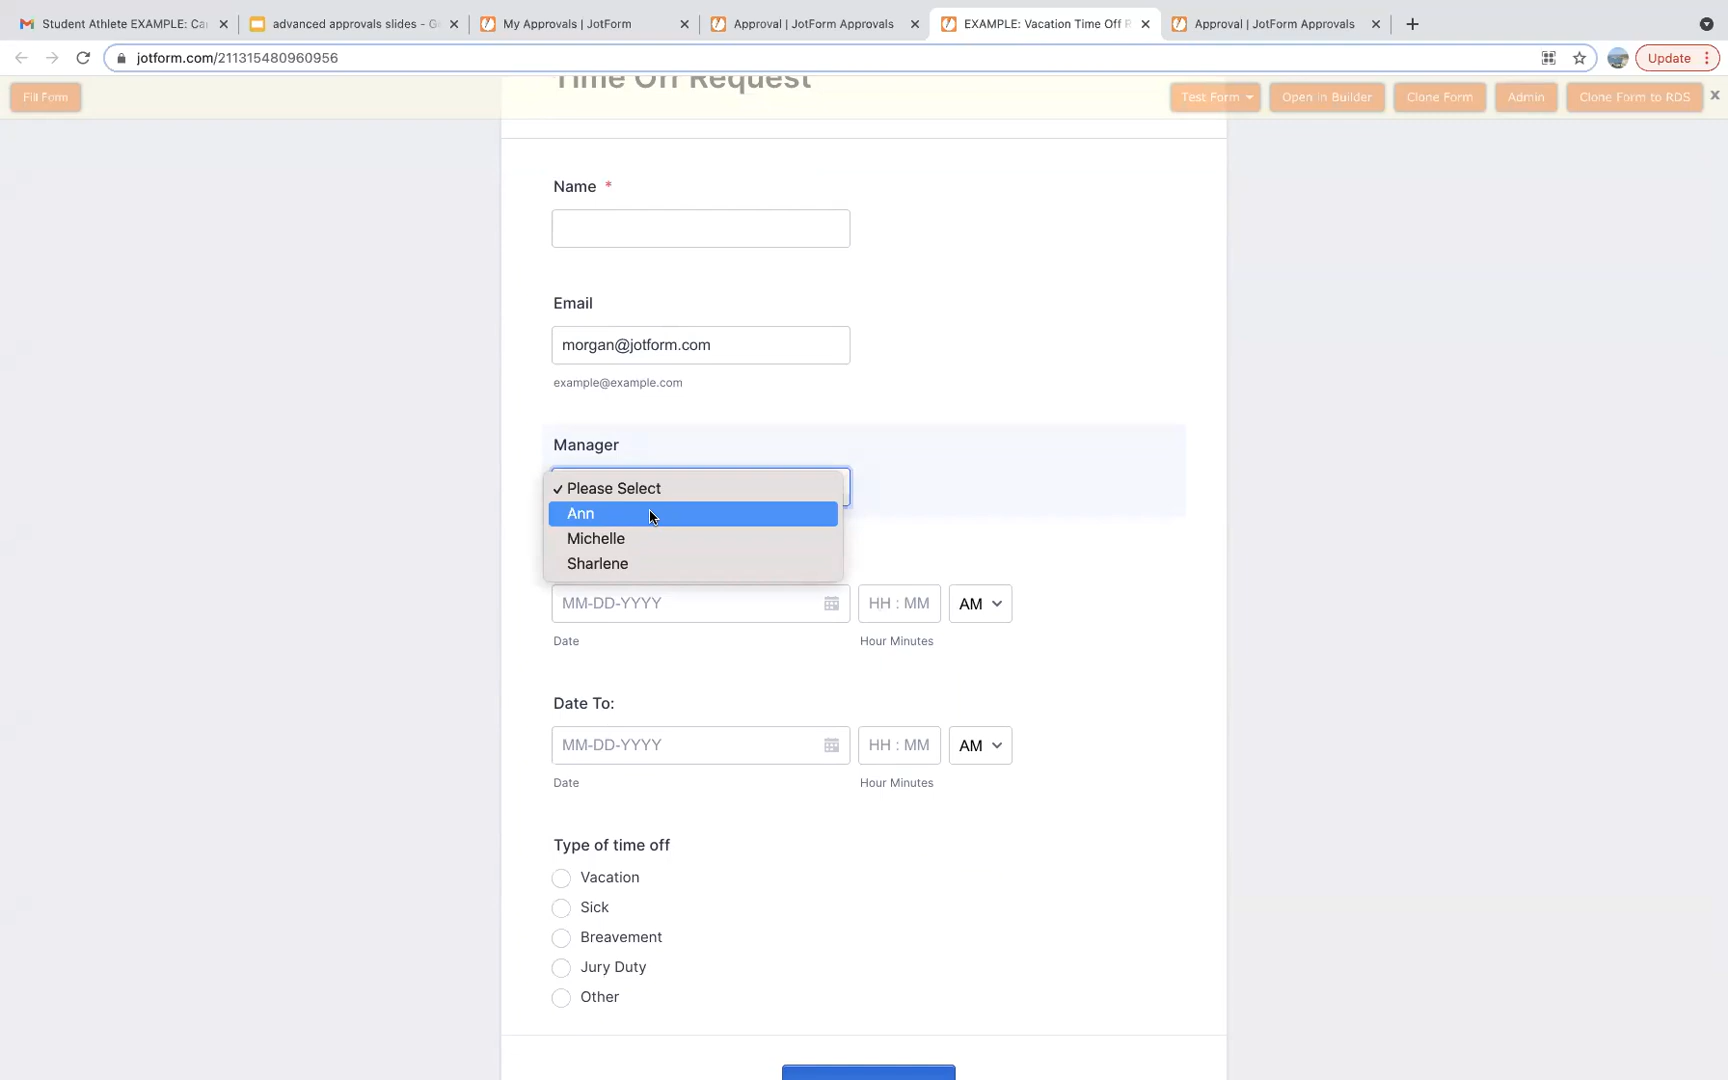 Student Athlete EXAMPLE: Ca
advanced approvals slides - G
My Approvals | JotForm
Approval | JotForm Approvals
EXAMPLE: Vacation Time Off R
Approval | JotForm Approvals
jotform.com/211315480960956
Update
Time Off Request
Fill Form
Test Form
Open in Builder
Clone Form
Admin
Clone Form to RDS
Name *
Email
morgan@jotform.com
example@example.com
Manager
Please Select
Ann
Michelle
Sharlene
MM-DD-YYYY HH : MM AM
Date Hour Minutes
Date To:
MM-DD-YYYY HH : MM AM
Date Hour Minutes
Type of time off
Vacation
Sick
Breavement
Jury Duty
Other